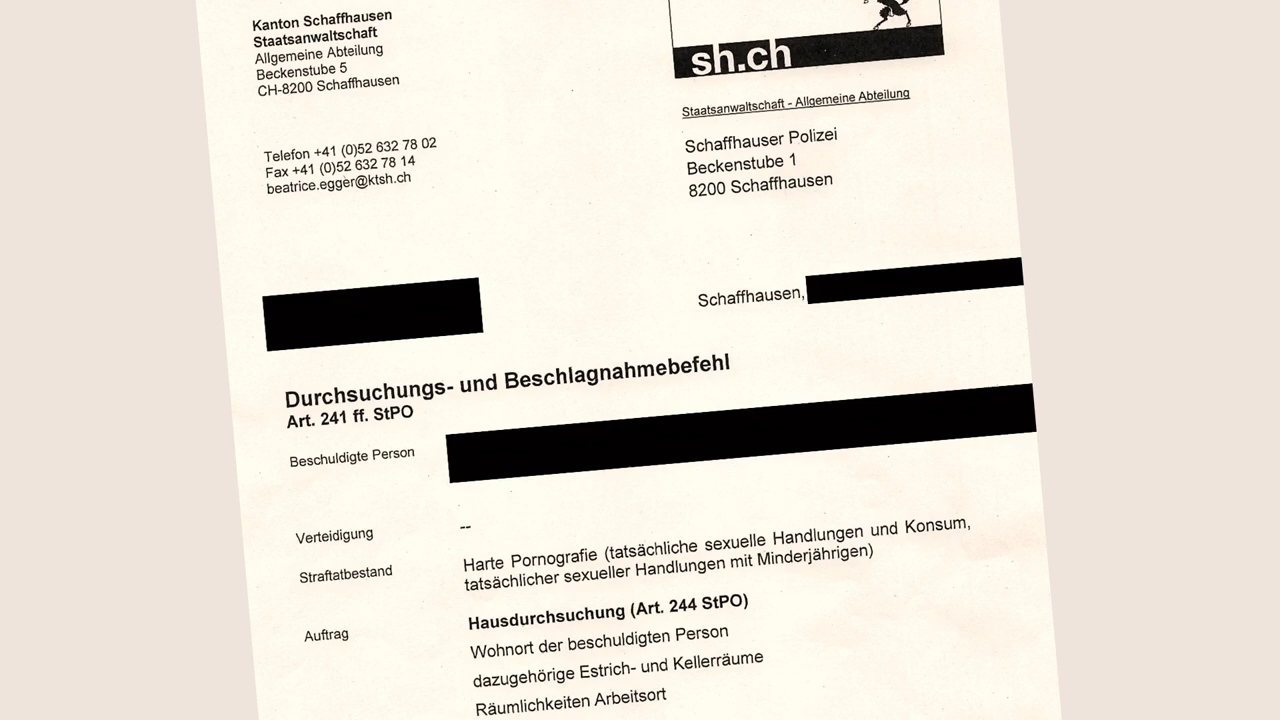 Kanton Schaffhausen
Staatsanwaltschaft
Allgemeine Abteilung
Beckenstube 5
CH-8200 Schaffhausen
sh.ch
Telefon +41 (0)52 632 78 02
Fax +41 (0)52 632 78 14
beatrice.egger@ktsh.ch
Staatsanwaltschaft - Allgemeine Abteilung
Schaffhauser Polizei
Beckenstube 1
8200 Schaffhausen
Schaffhausen,
Durchsuchungs- und Beschlagnahmebefehl
Art. 241 ff. StPO
Beschuldigte Person
Verteidigung --
Straftatbestand Harte Pornografie (tatsächliche sexuelle Handlungen und Konsum,
tatsächlicher sexueller Handlungen mit Minderjährigen)
Auftrag Hausdurchsuchung (Art. 244 StPO)
Wohnort der beschuldigten Person
dazugehörige Estrich- und Kellerräume
Räumlichkeiten Arbeitsort